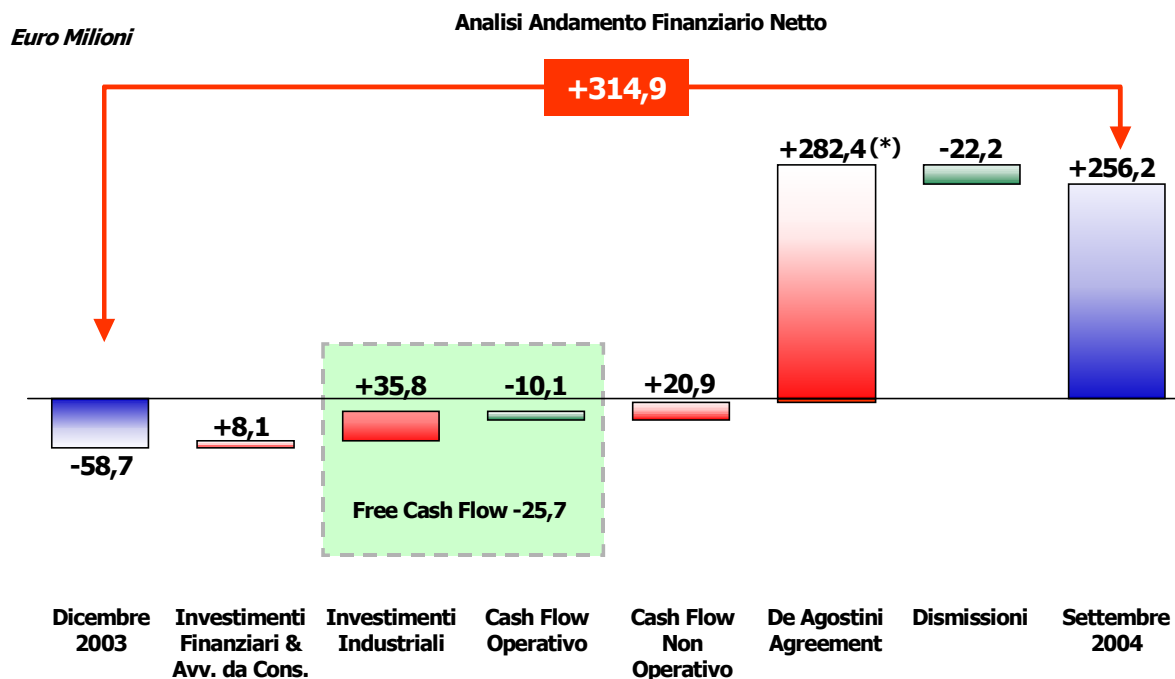 Analisi Andamento Finanziario Netto
Euro Milioni
+314,9
+282,4 (*)
-22,2
+256,2
+35,8
-10,1
+20,9
+8,1
-58,7
Free Cash Flow -25,7
Dicembre
2003
Investimenti
Finanziari &
Avv. da Cons.
Investimenti
Industriali
Cash Flow
Operativo
Cash Flow
Non
Operativo
De Agostini
Agreement
Dismissioni
Settembre
2004